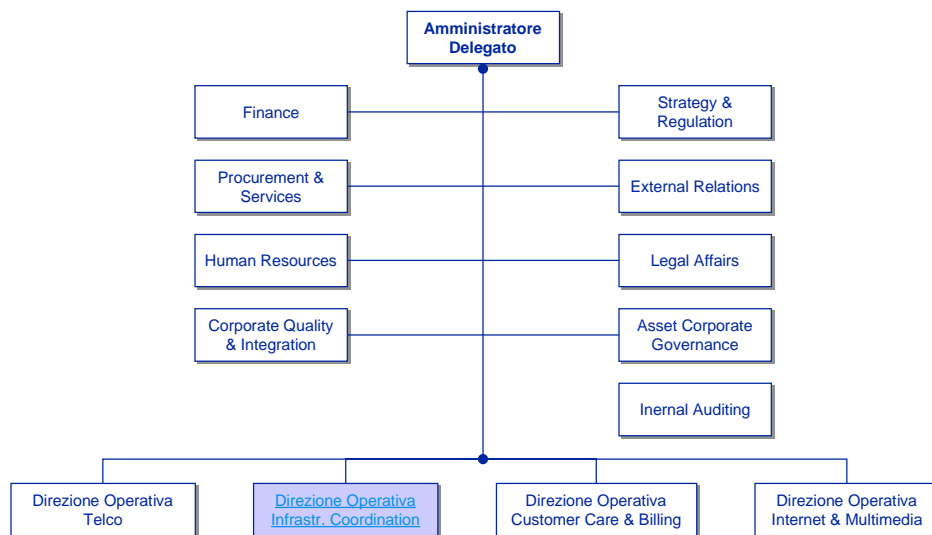 Amministratore
Delegato
Finance
Strategy &
Regulation
Procurement &
Services
External Relations
Human Resources
Legal Affairs
Corporate Quality
& Integration
Asset Corporate
Governance
Inernal Auditing
Direzione Operativa
Telco
Direzione Operativa
Infrastr. Coordination
Direzione Operativa
Customer Care & Billing
Direzione Operativa
Internet & Multimedia